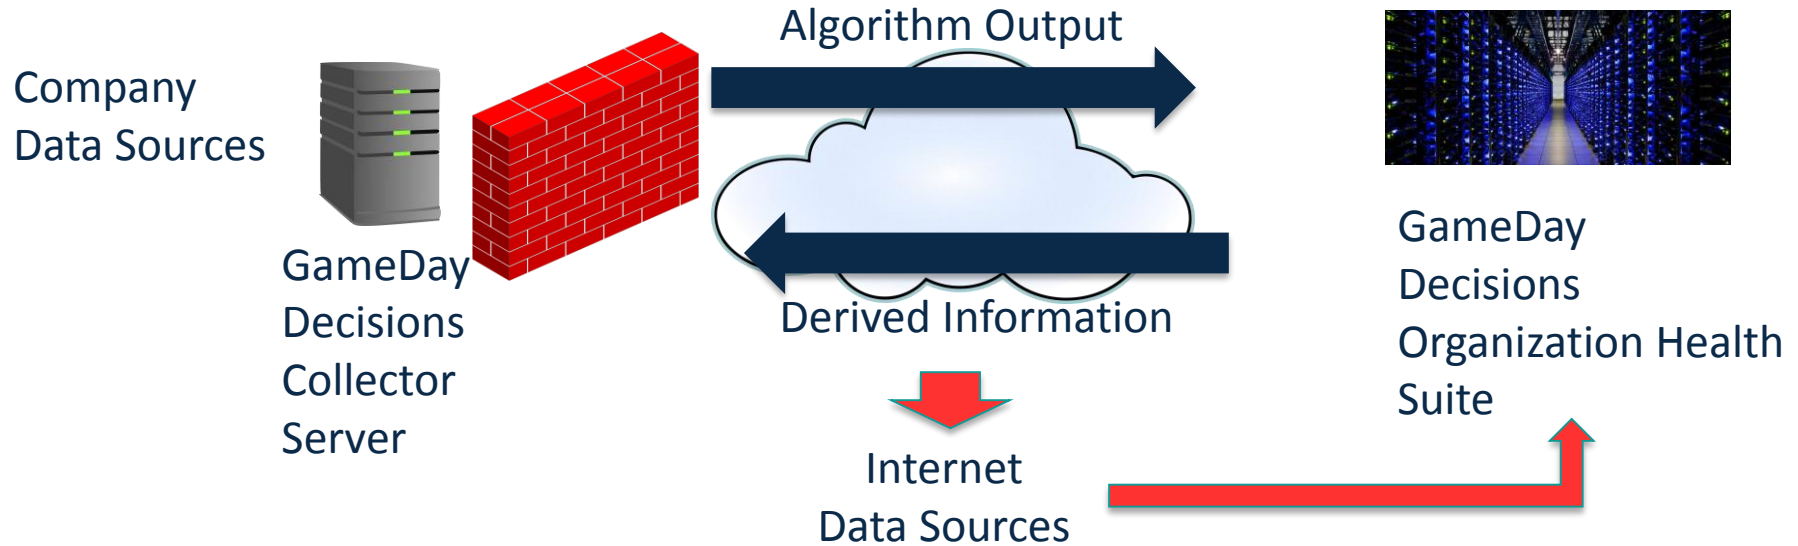 Algorithm Output
Company
Data Sources
GameDay
Decisions
Collector
Server
Derived Information
GameDay
Decisions
Organization Health
Suite
Internet
Data Sources